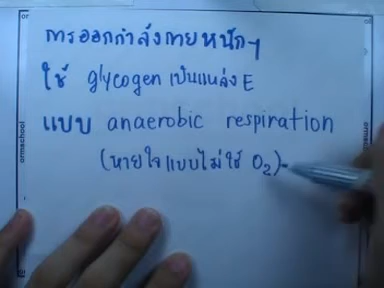 การออกกำลังกายหนักๆ
ใช้ glycogen เป็นแหล่ง E
แบบ anaerobic respiration
(หายใจแบบไม่ใช้ O₂)
ormschool
ormschool